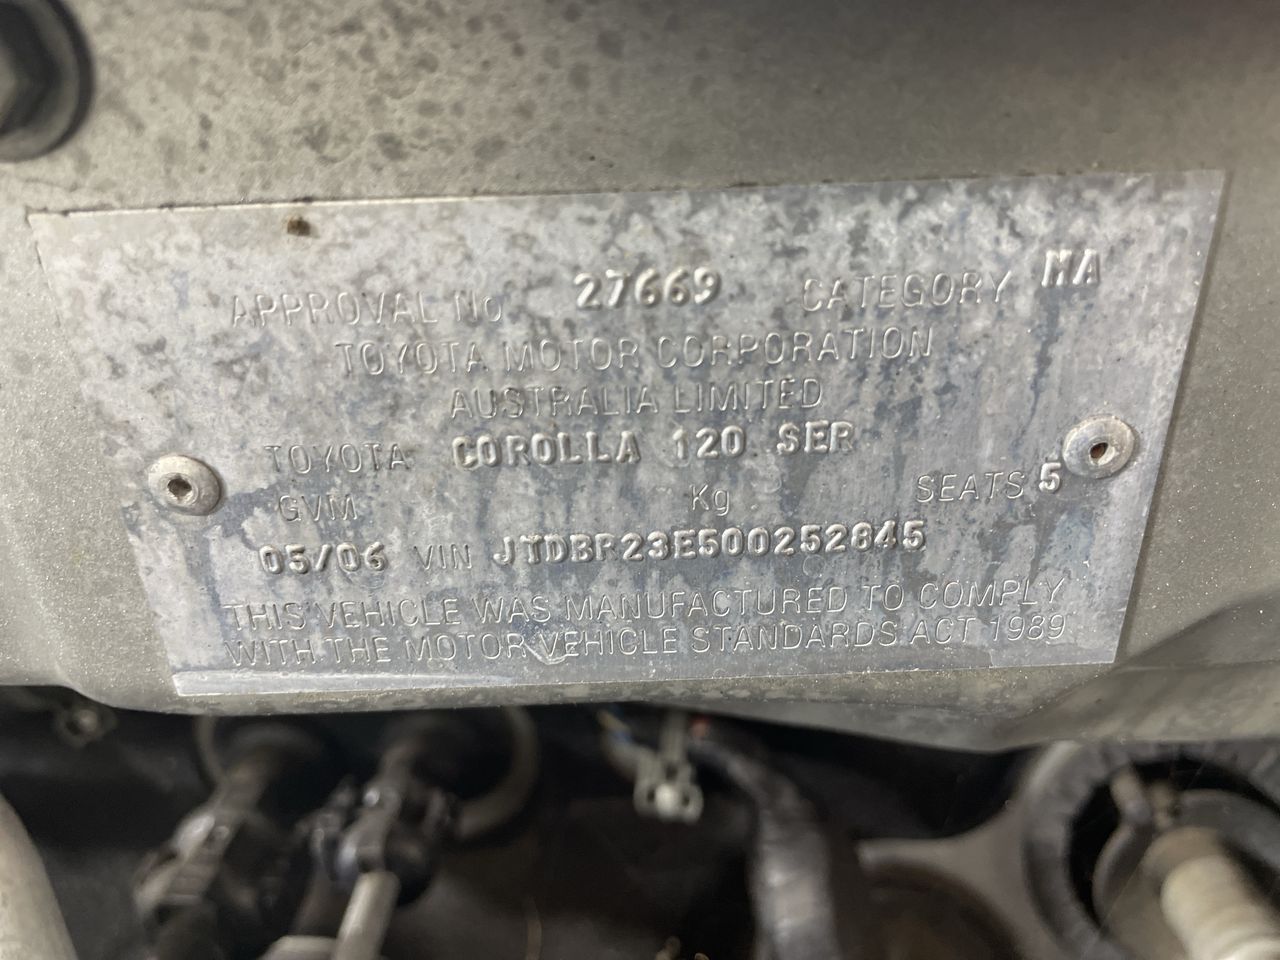 APPROVAL No 27669 CATEGORY MA
TOYOTA MOTOR CORPORATION
AUSTRALIA LIMITED
TOYOTA COROLLA 120 SER
GVM Kg SEATS 5
05/06 VIN JTDBR23E500252845
THIS VEHICLE WAS MANUFACTURED TO COMPLY
WITH THE MOTOR VEHICLE STANDARDS ACT 1989